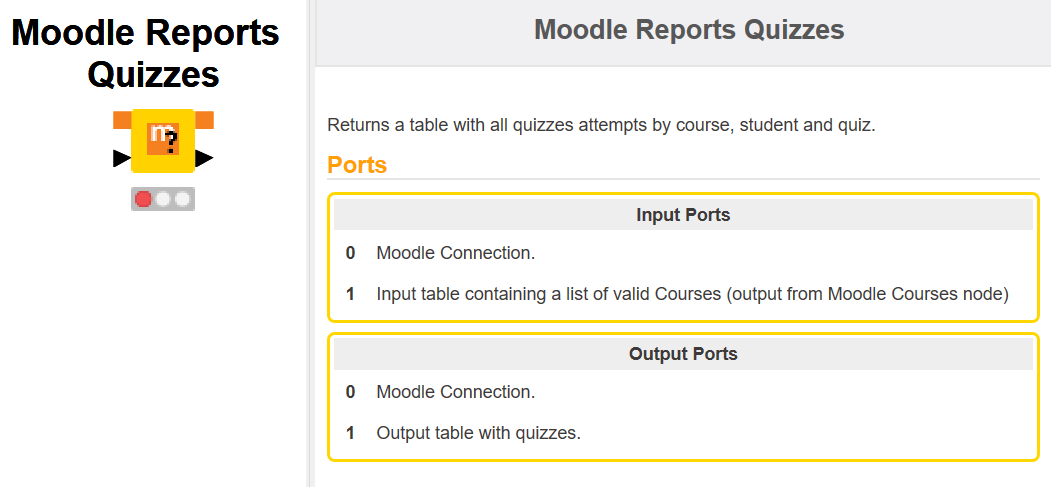 Moodle Reports
Quizzes
m
?
Moodle Reports Quizzes
Returns a table with all quizzes attempts by course, student and quiz.
Ports
Input Ports
0 Moodle Connection.
1 Input table containing a list of valid Courses (output from Moodle Courses node)
Output Ports
0 Moodle Connection.
1 Output table with quizzes.